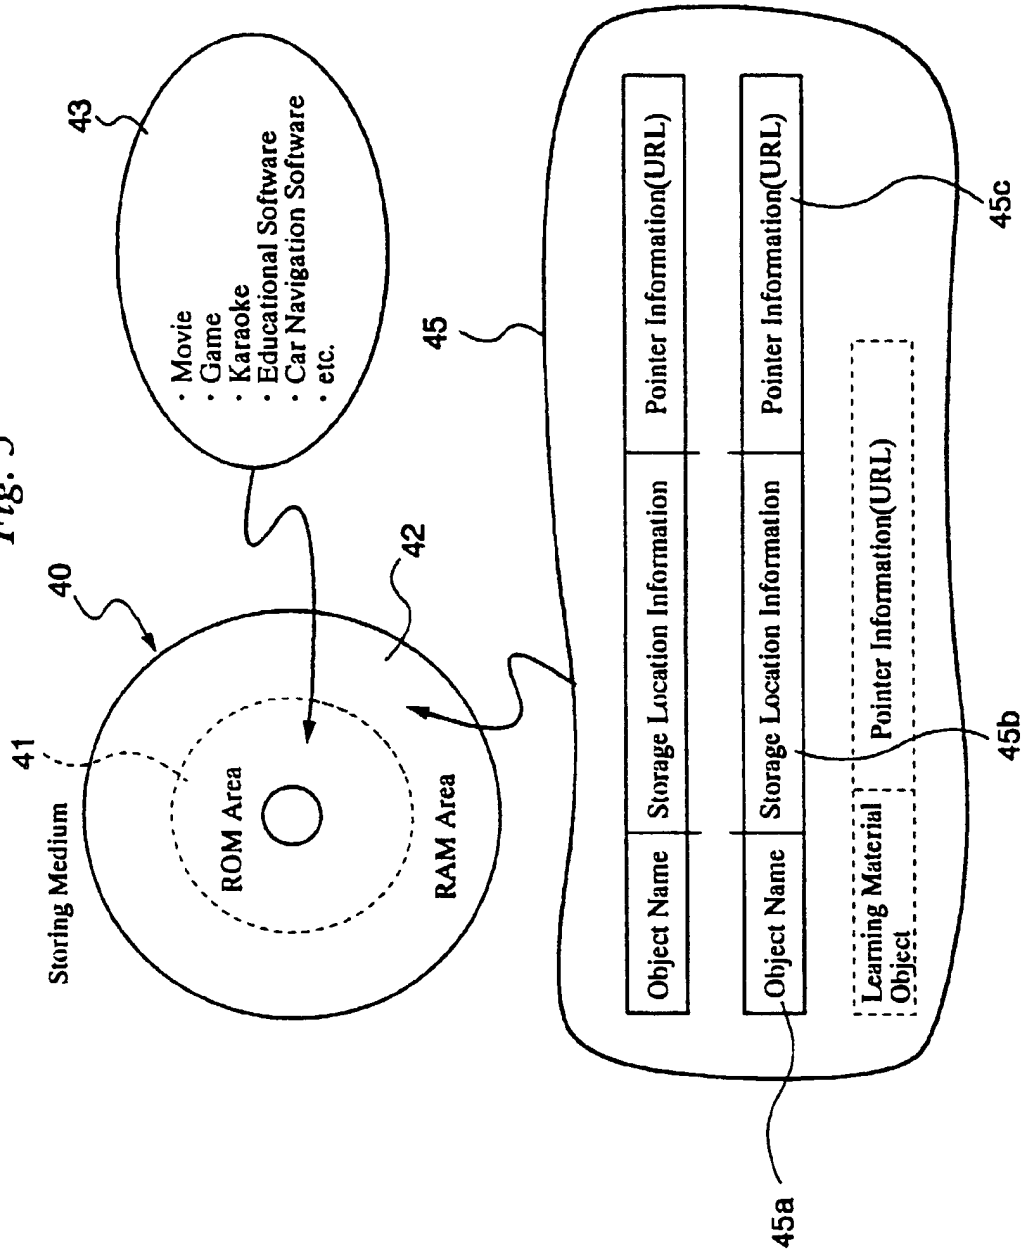 Storing Medium
40
41
ROM Area
RAM Area
42
43
· Movie
· Game
· Karaoke
· Educational Software
· Car Navigation Software
· etc.
45
Object Name Storage Location Information Pointer Information(URL)
Object Name Storage Location Information Pointer Information(URL)
Learning Material
Object
Pointer Information(URL)
45a
45b
45c